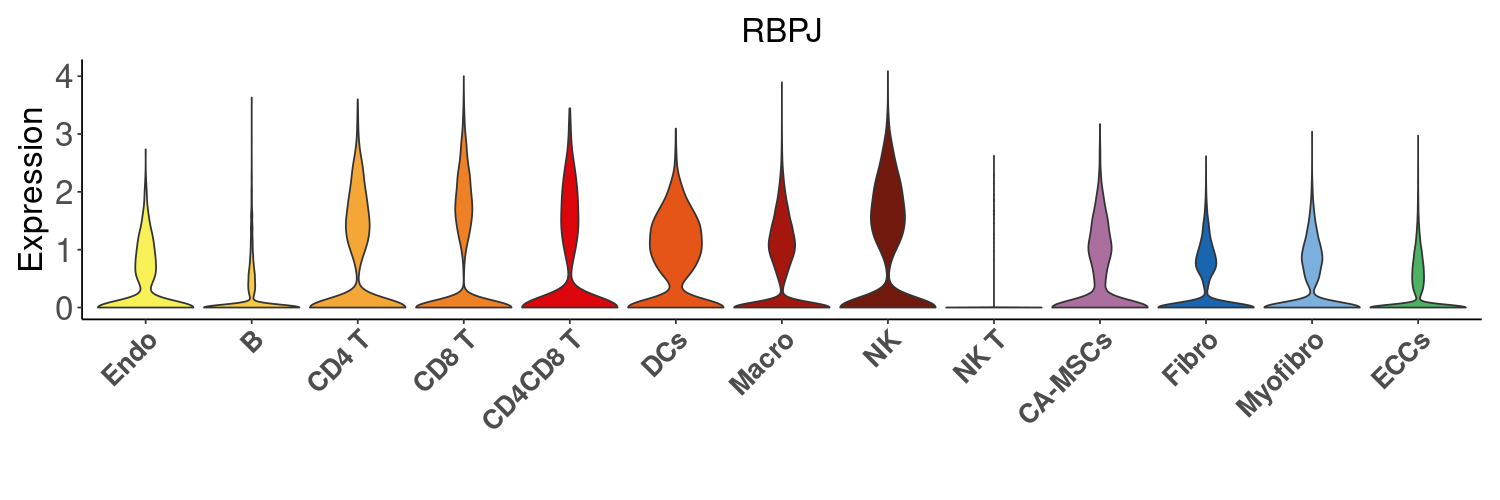 RBPJ
Expression
4
3
2
1
0
Endo
B
CD4 T
CD8 T
CD4CD8 T
DCs
Macro
NK
NK T
CA-MSCs
Fibro
Myofibro
ECCs